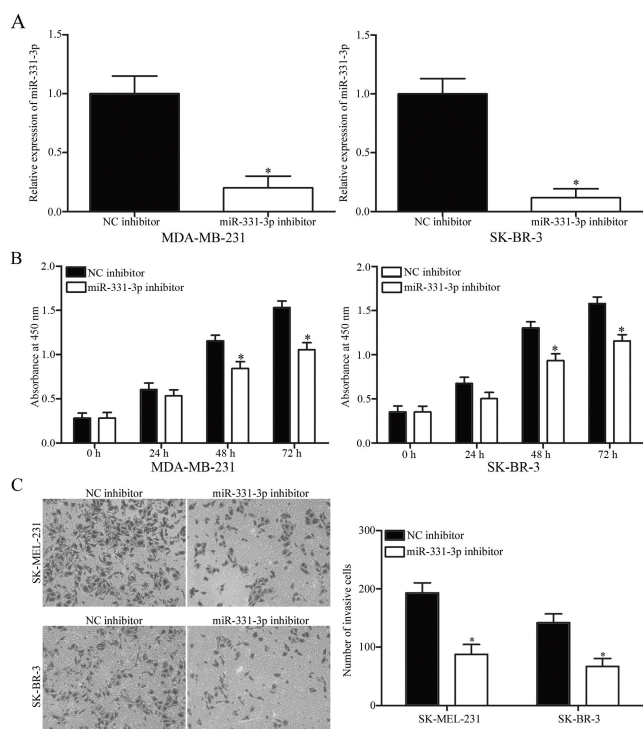 A
Relative expression of miR-331-3p
1.5
1.0
0.5
0.0
*
NC inhibitor
miR-331-3p inhibitor
MDA-MB-231
Relative expression of miR-331-3p
1.5
1.0
0.5
0.0
*
NC inhibitor
miR-331-3p inhibitor
SK-BR-3
B
Absorbance at 450 nm
2.0
1.5
1.0
0.5
0.0
NC inhibitor
miR-331-3p inhibitor
*
*
0 h
24 h
48 h
72 h
MDA-MB-231
Absorbance at 450 nm
2.0
1.5
1.0
0.5
0.0
NC inhibitor
miR-331-3p inhibitor
*
*
0 h
24 h
48 h
72 h
SK-BR-3
C
NC inhibitor
miR-331-3p inhibitor
SK-MEL-231
NC inhibitor
miR-331-3p inhibitor
SK-BR-3
Number of invasive cells
300
200
100
0
NC inhibitor
miR-331-3p inhibitor
*
*
SK-MEL-231
SK-BR-3